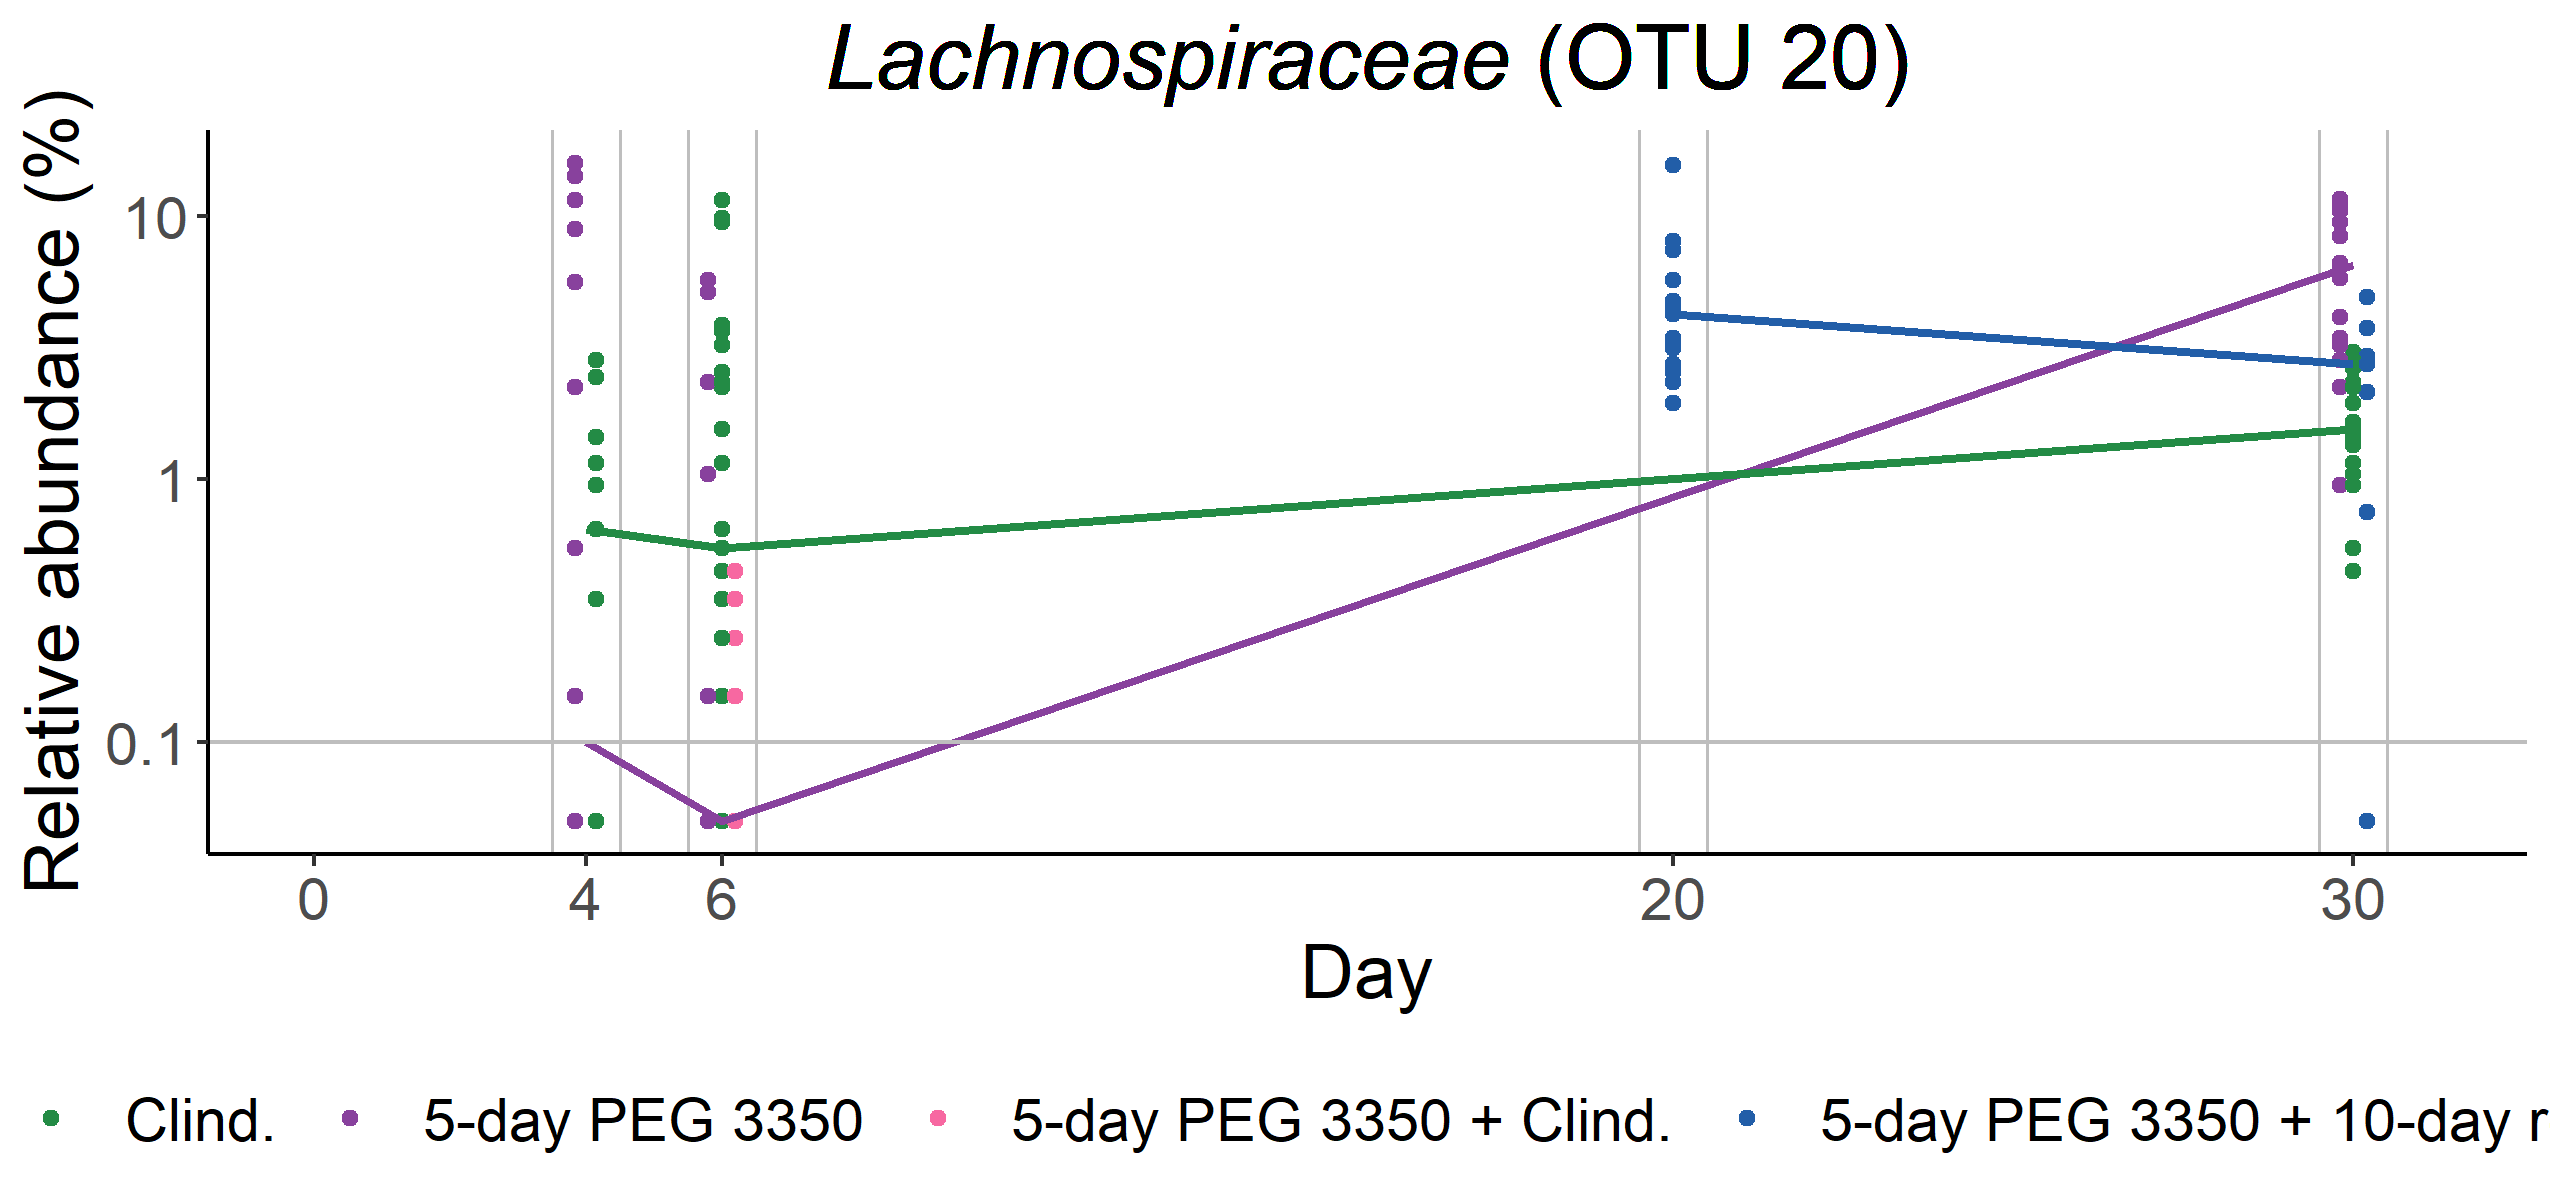 Lachnospiraceae (OTU 20)
Relative abundance (%)
10
1
0.1
0 4 6 20 30
Day
Clind. 5-day PEG 3350 5-day PEG 3350 + Clind. 5-day PEG 3350 + 10-day r